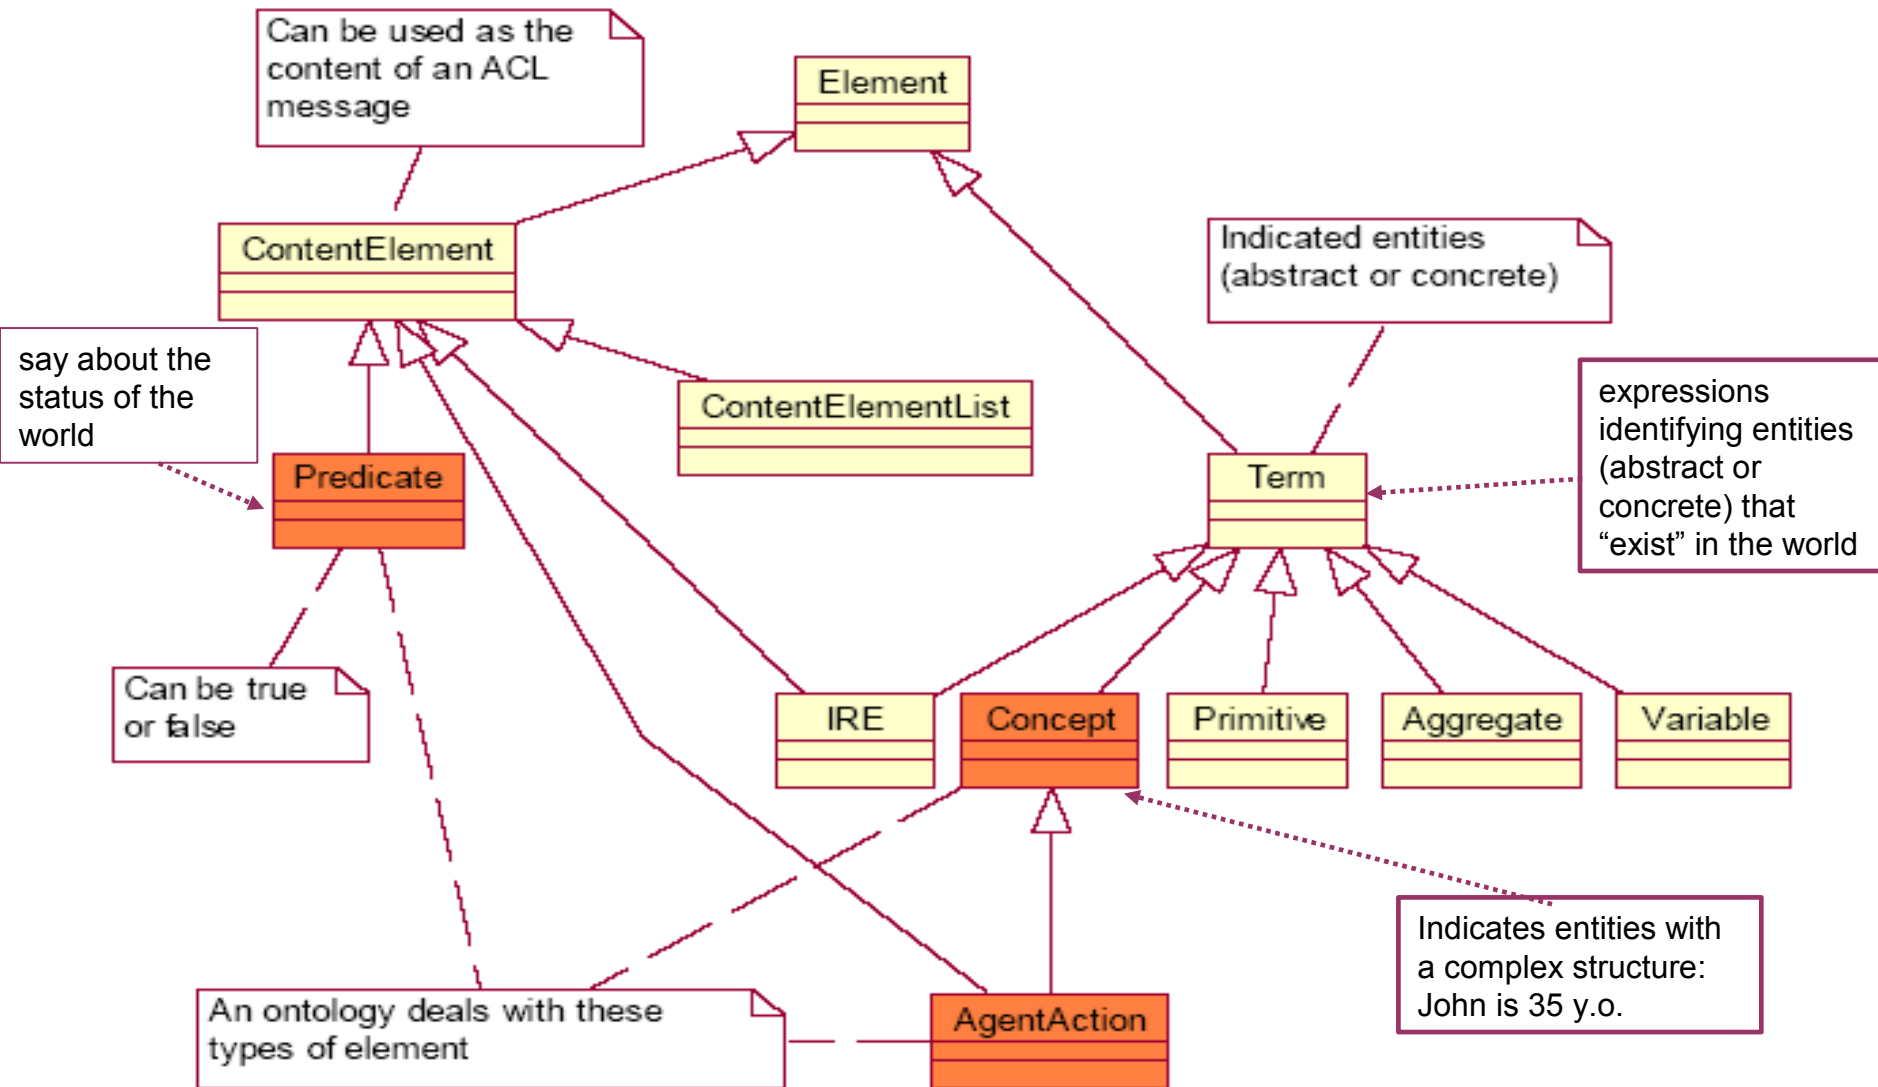 Can be used as the
content of an ACL
message
Element
ContentElement
Indicated entities
(abstract or concrete)
say about the
status of the
world
ContentElementList
expressions
identifying entities
(abstract or
concrete) that
“exist” in the world
Predicate
Term
Can be true
or false
IRE
Concept
Primitive
Aggregate
Variable
Indicates entities with
a complex structure:
John is 35 y.o.
An ontology deals with these
types of element
AgentAction